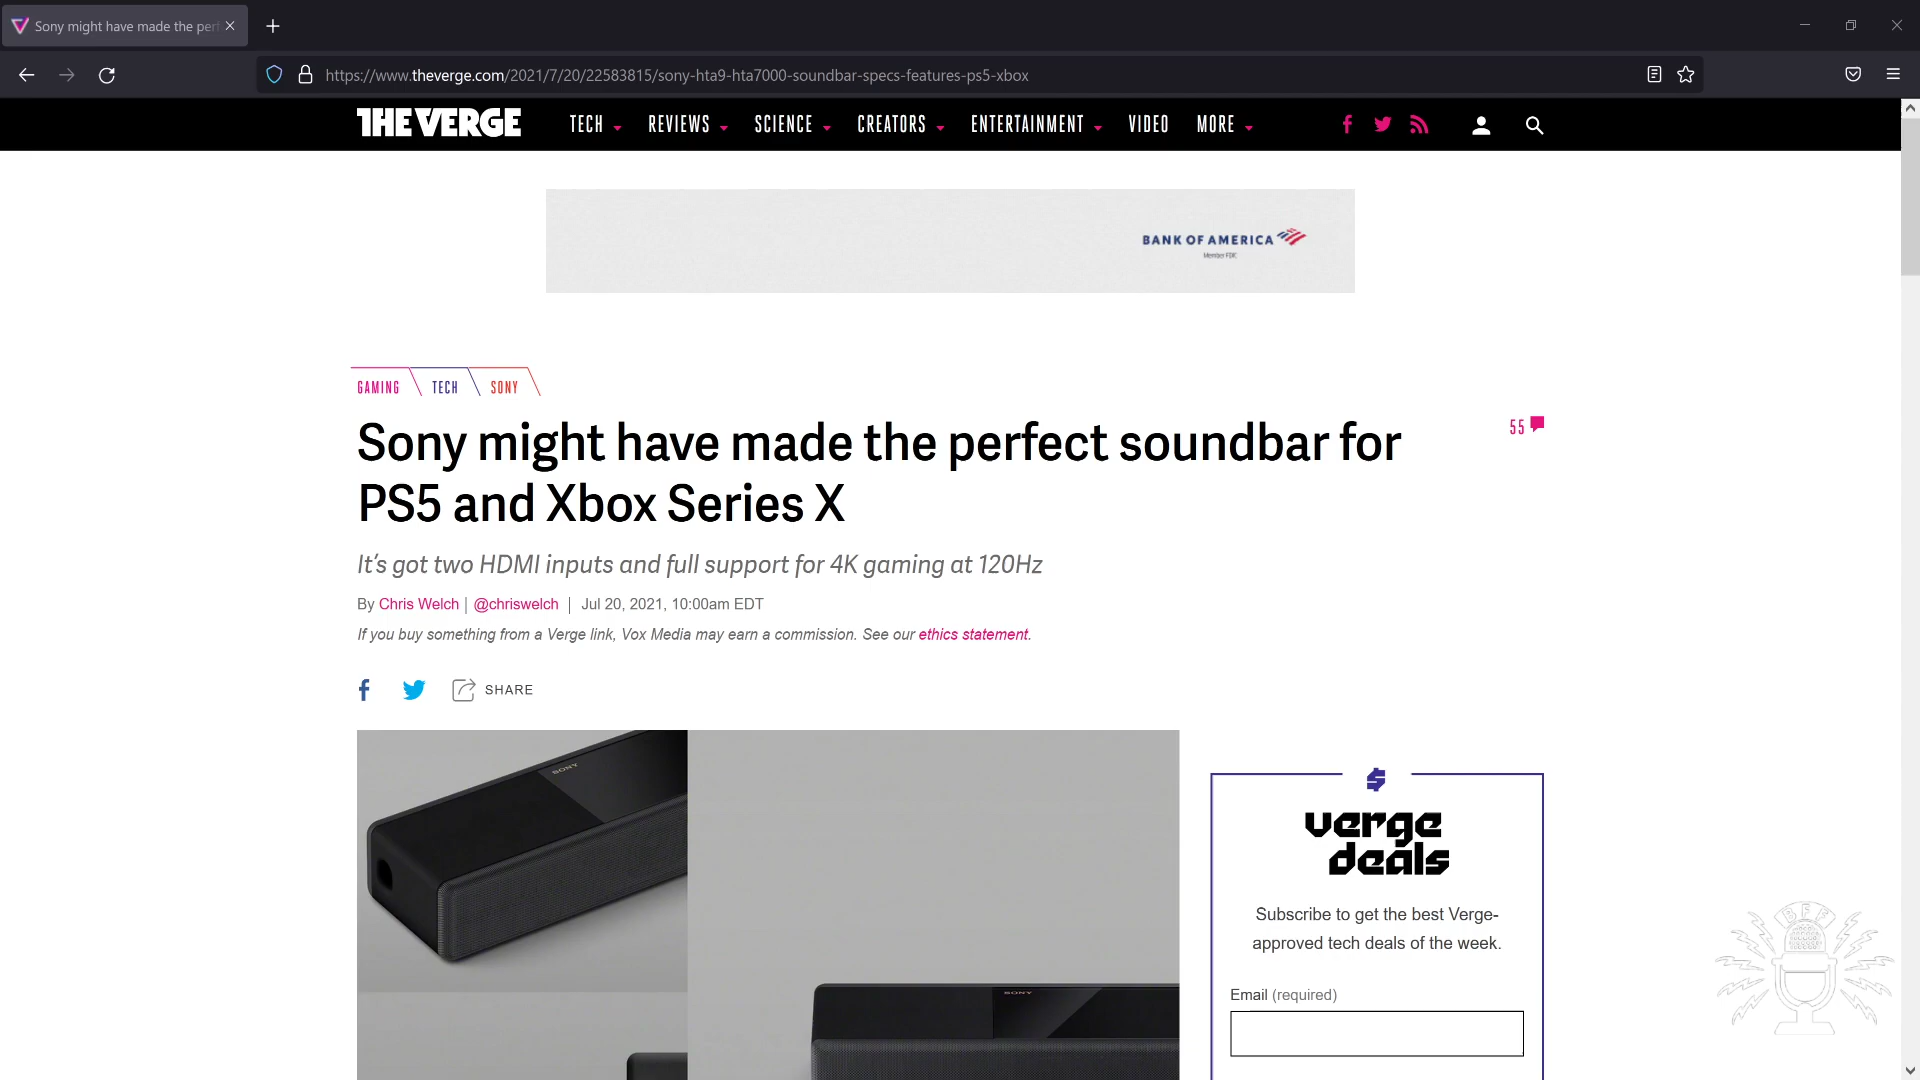 Sony might have made the per
https://www.theverge.com/2021/7/20/22583815/sony-hta9-hta7000-soundbar-specs-features-ps5-xbox
THE VERGE TECH REVIEWS SCIENCE CREATORS ENTERTAINMENT VIDEO MORE
BANK OF AMERICA
Member FDIC
GAMING TECH SONY
Sony might have made the perfect soundbar for
PS5 and Xbox Series X
55
It's got two HDMI inputs and full support for 4K gaming at 120Hz
By Chris Welch | @chriswelch | Jul 20, 2021, 10:00am EDT
If you buy something from a Verge link, Vox Media may earn a commission. See our ethics statement.
SHARE
SONY
SONY
verge
deals
Subscribe to get the best Verge-
approved tech deals of the week.
Email (required)
BFF